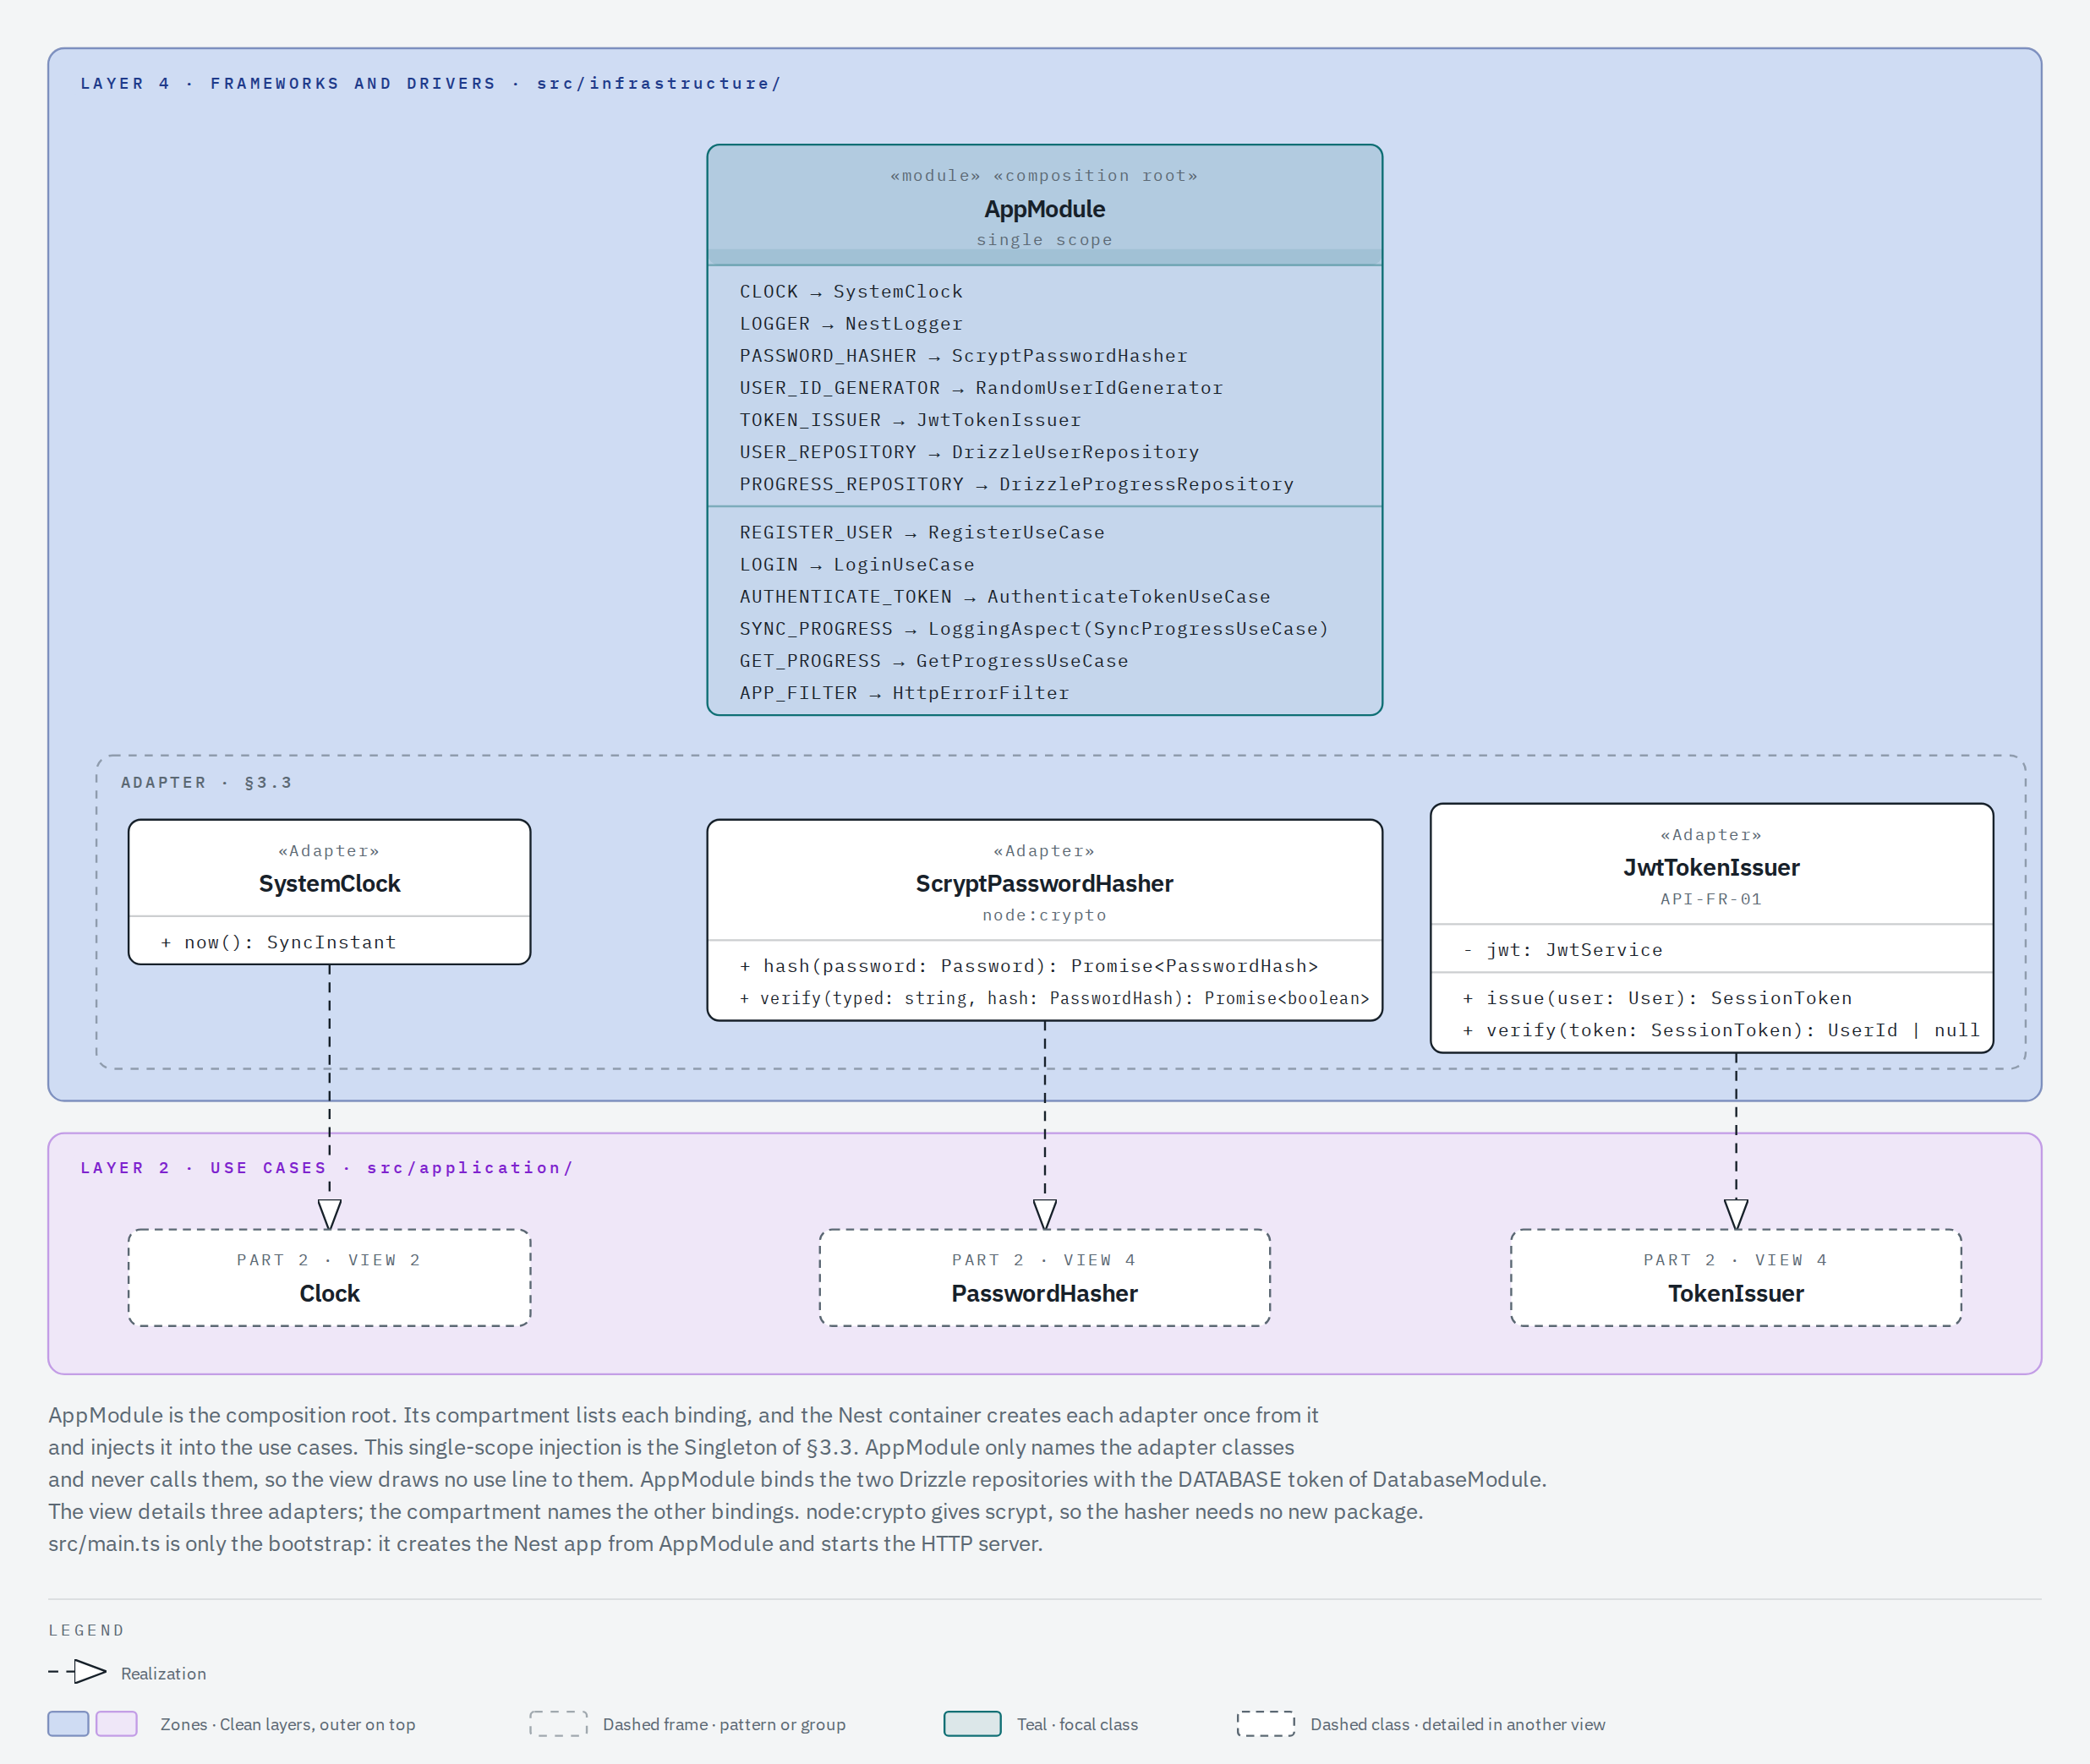 LAYER 4 · FRAMEWORKS AND DRIVERS · src/infrastructure/
«module» «composition root»
AppModule
single scope
CLOCK → SystemClock
LOGGER → NestLogger
PASSWORD_HASHER → ScryptPasswordHasher
USER_ID_GENERATOR → RandomUserIdGenerator
TOKEN_ISSUER → JwtTokenIssuer
USER_REPOSITORY → DrizzleUserRepository
PROGRESS_REPOSITORY → DrizzleProgressRepository
REGISTER_USER → RegisterUseCase
LOGIN → LoginUseCase
AUTHENTICATE_TOKEN → AuthenticateTokenUseCase
SYNC_PROGRESS → LoggingAspect(SyncProgressUseCase)
GET_PROGRESS → GetProgressUseCase
APP_FILTER → HttpErrorFilter
ADAPTER · §3.3
«Adapter»
SystemClock
+ now(): SyncInstant
«Adapter»
ScryptPasswordHasher
node:crypto
+ hash(password: Password): Promise<PasswordHash>
+ verify(typed: string, hash: PasswordHash): Promise<boolean>
«Adapter»
JwtTokenIssuer
API-FR-01
- jwt: JwtService
+ issue(user: User): SessionToken
+ verify(token: SessionToken): UserId | null
LAYER 2 · USE CASES · src/application/
PART 2 · VIEW 2
Clock
PART 2 · VIEW 4
PasswordHasher
PART 2 · VIEW 4
TokenIssuer
AppModule is the composition root. Its compartment lists each binding, and the Nest container creates each adapter once from it
and injects it into the use cases. This single-scope injection is the Singleton of §3.3. AppModule only names the adapter classes
and never calls them, so the view draws no use line to them. AppModule binds the two Drizzle repositories with the DATABASE token of DatabaseModule.
The view details three adapters; the compartment names the other bindings. node:crypto gives scrypt, so the hasher needs no new package.
src/main.ts is only the bootstrap: it creates the Nest app from AppModule and starts the HTTP server.
LEGEND
Realization
Zones · Clean layers, outer on top
Dashed frame · pattern or group
Teal · focal class
Dashed class · detailed in another view